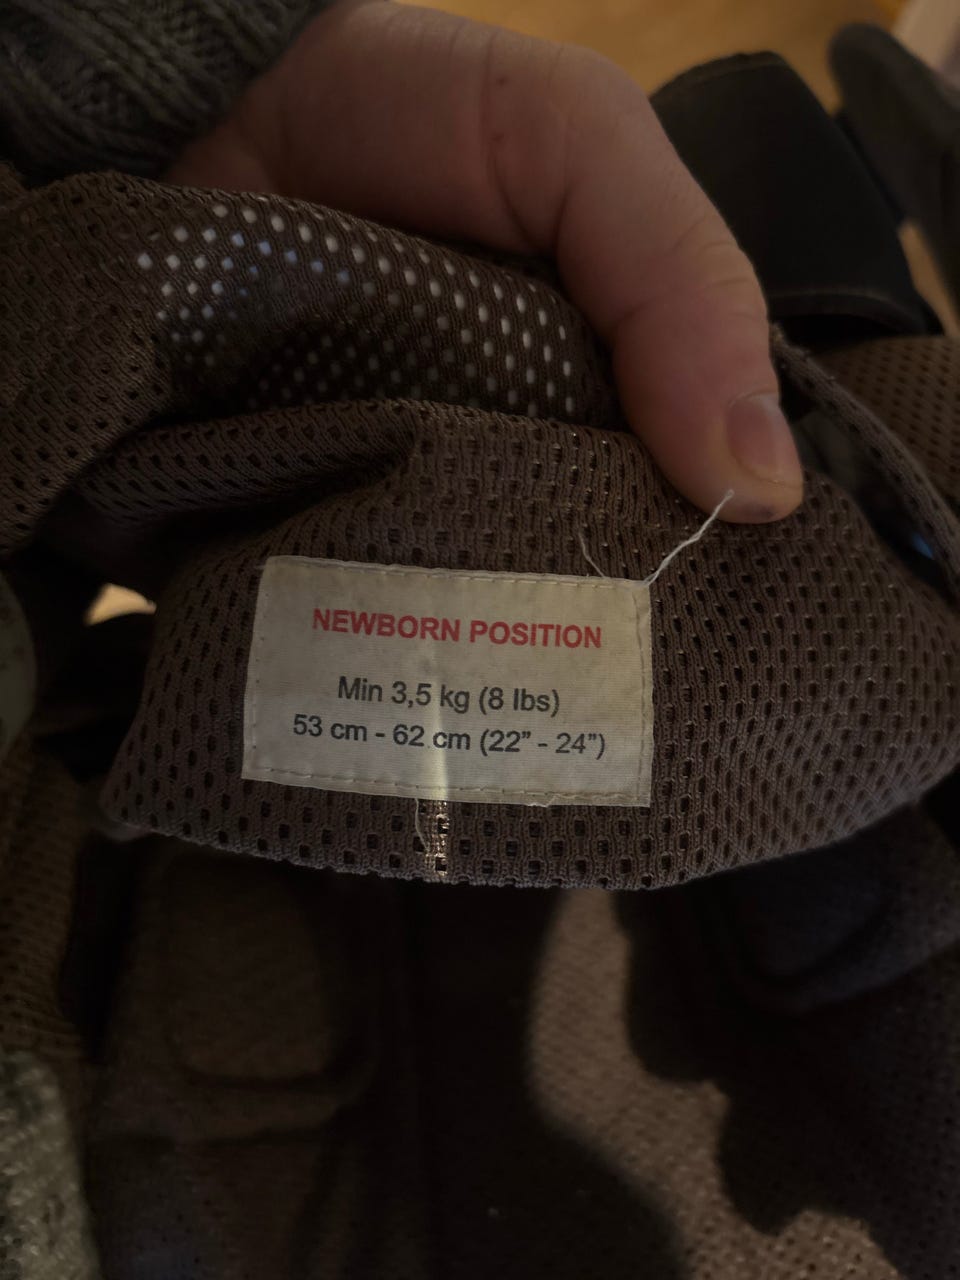 NEWBORN POSITION
Min 3,5 kg (8 lbs)
53 cm - 62 cm (22” - 24”)